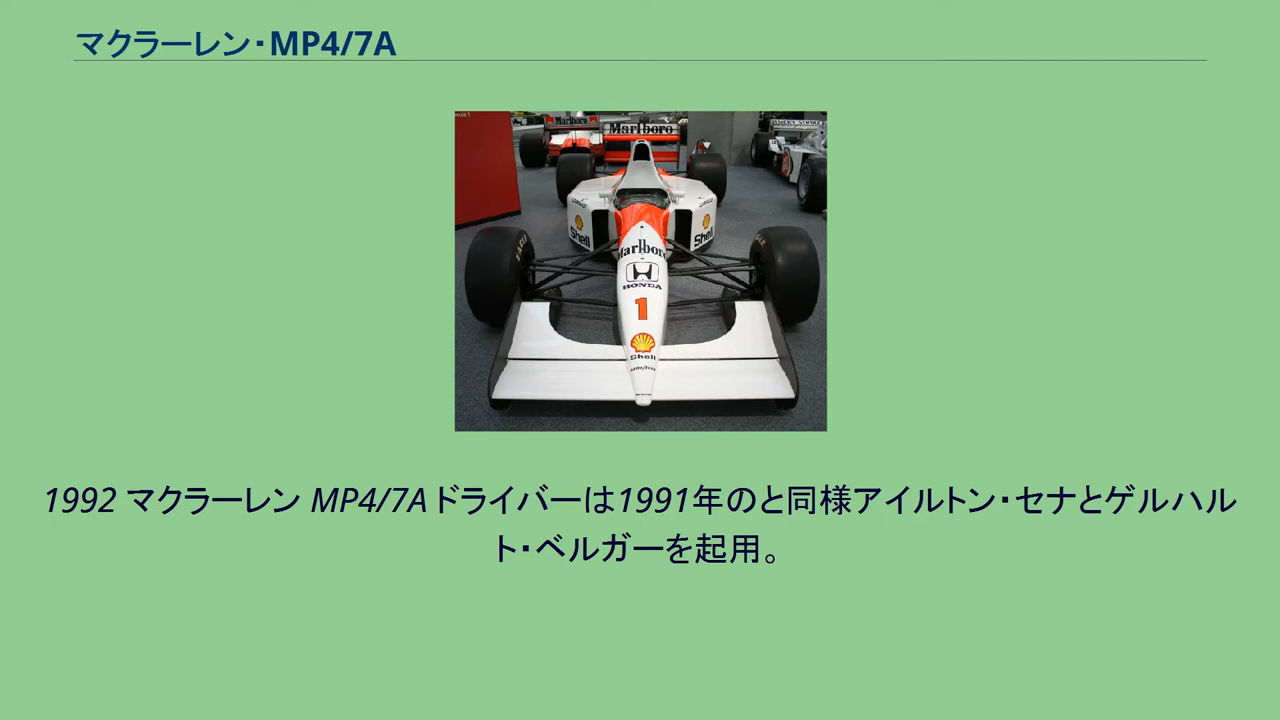 マクラーレン・MP4/7A
Marlboro
Marlboro
Shell
Shell
Marlboro
HONDA
1
Shell
1992 マクラーレン MP4/7Aドライバーは1991年のと同様アイルトン・セナとゲルハル
ト・ベルガーを起用。